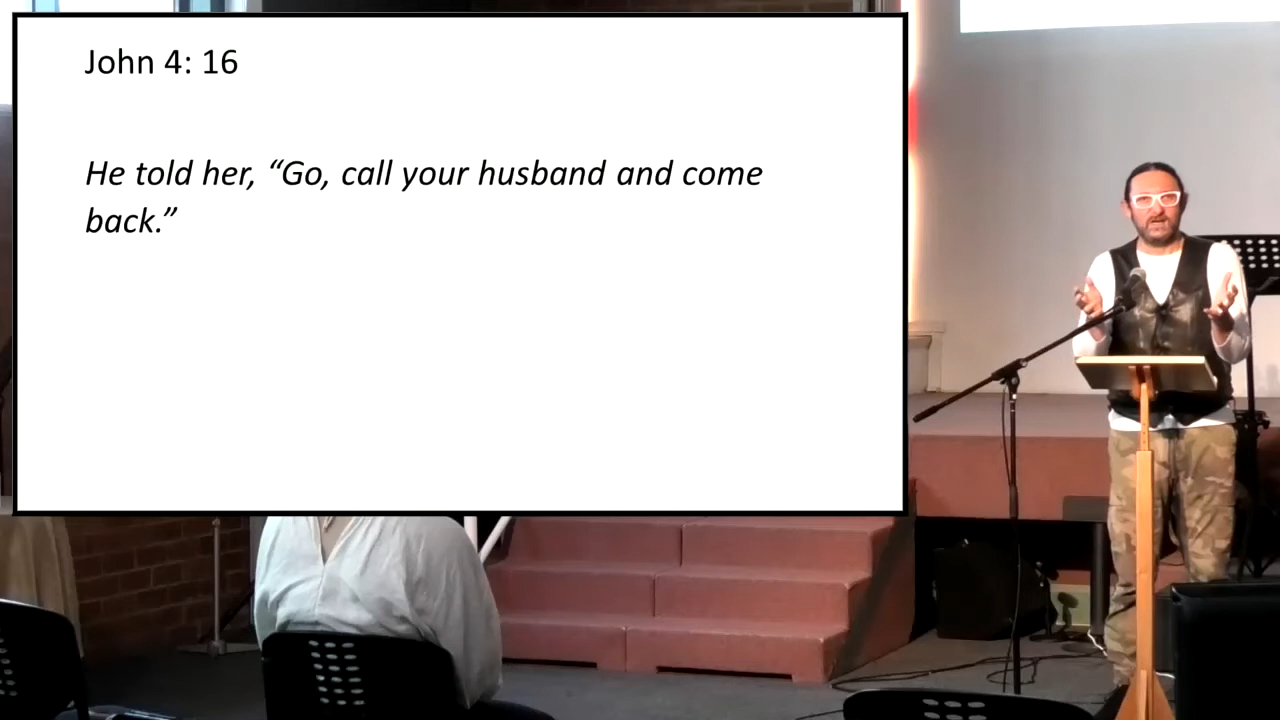 John 4: 16
He told her, “Go, call your husband and come
back.”